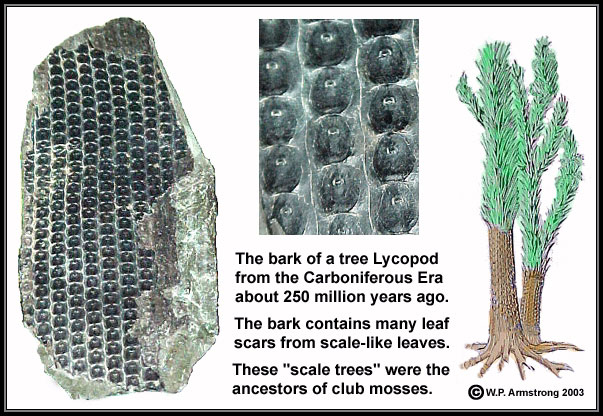 The bark of a tree Lycopod
from the Carboniferous Era
about 250 million years ago.
The bark contains many leaf
scars from scale-like leaves.
These "scale trees" were the
ancestors of club mosses.
© W.P. Armstrong 2003